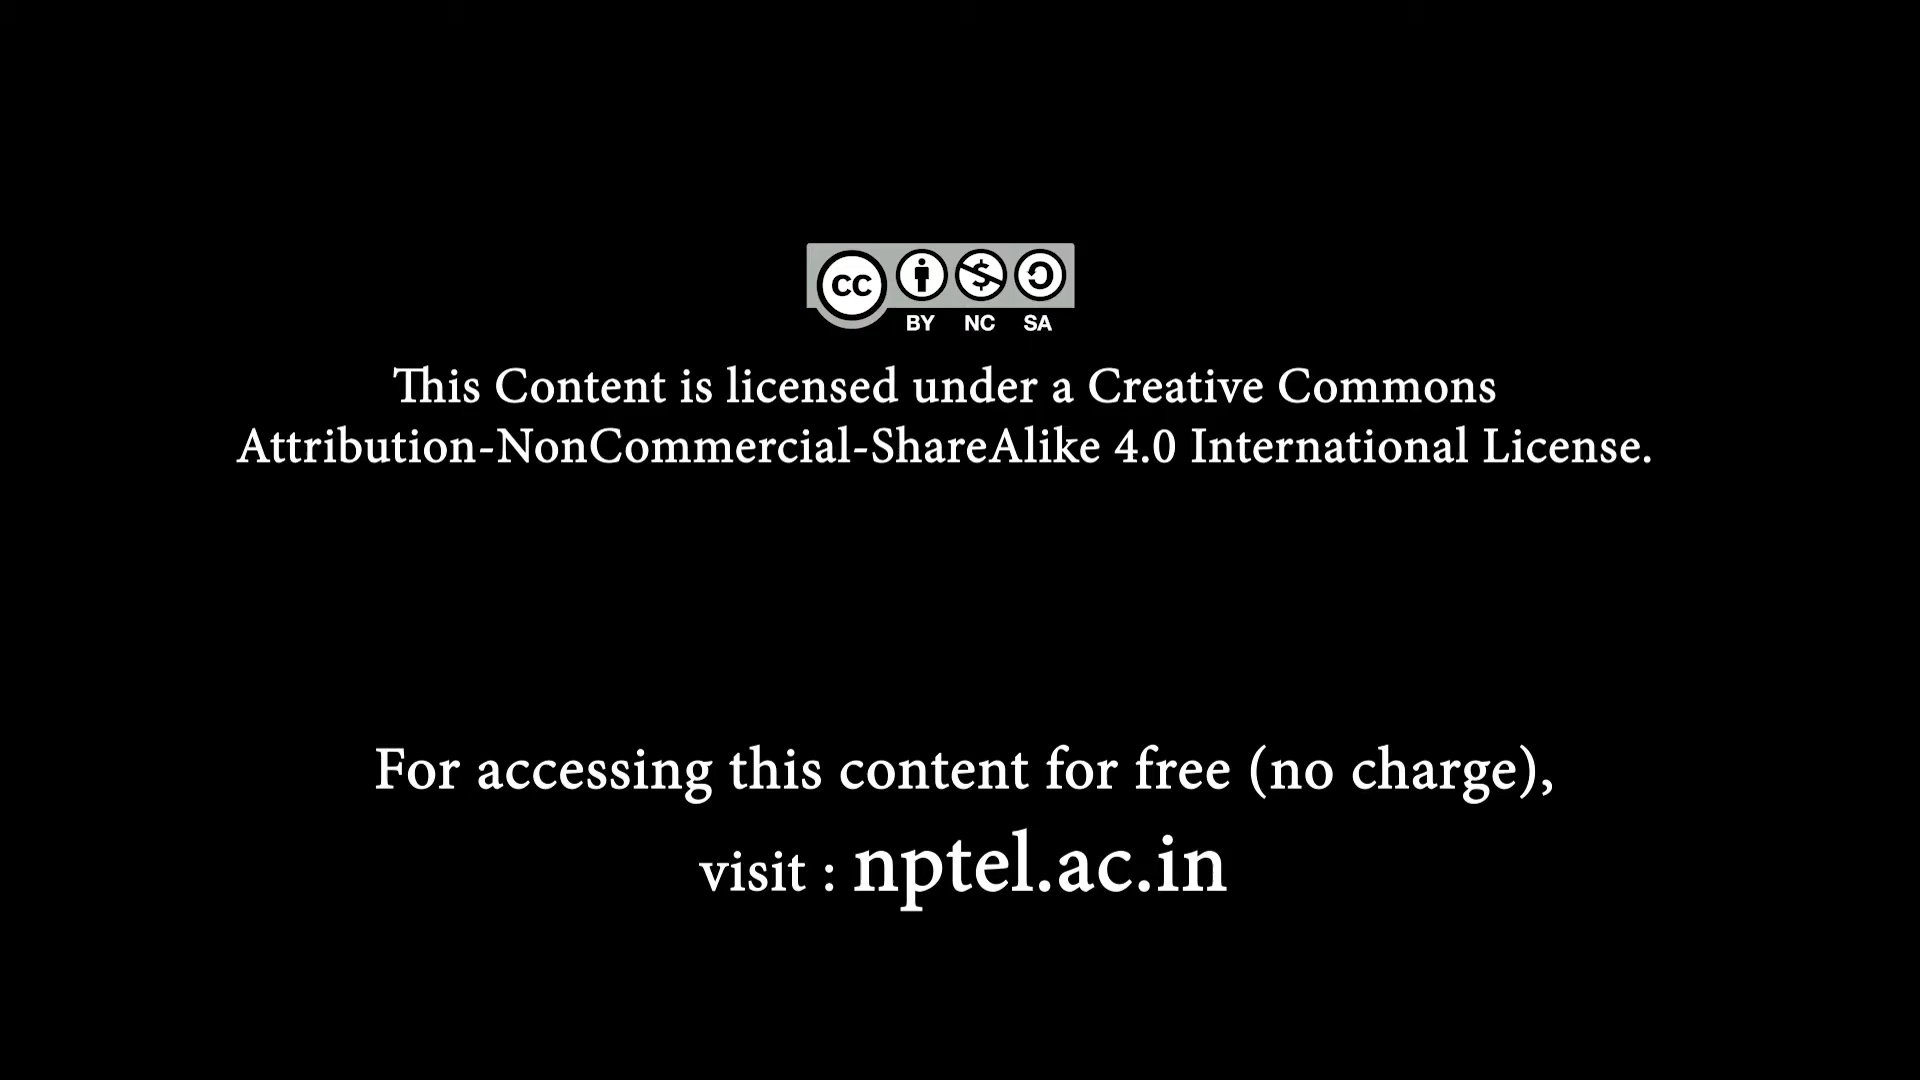 CC BY NC SA
This Content is licensed under a Creative Commons
Attribution-NonCommercial-ShareAlike 4.0 International License.
For accessing this content for free (no charge),
visit : nptel.ac.in